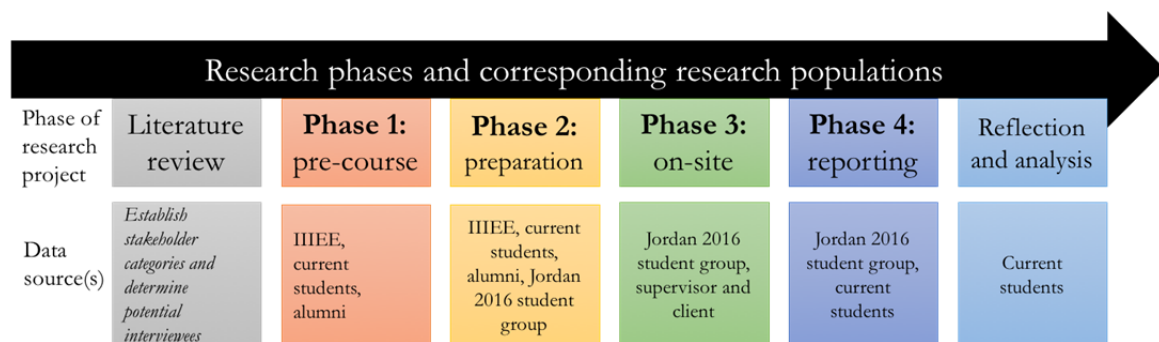 Research phases and corresponding research populations
Phase of
research
project
Literature
review
Phase 1:
pre-course
Phase 2:
preparation
Phase 3:
on-site
Phase 4:
reporting
Reflection
and analysis
Data
source(s)
Establish
stakeholder
categories and
determine
potential
interviewees
IIIEE,
current
students,
alumni
IIIEE, current
students,
alumni, Jordan
2016 student
group
Jordan 2016
student group,
supervisor and
client
Jordan 2016
student group,
current
students
Current
students